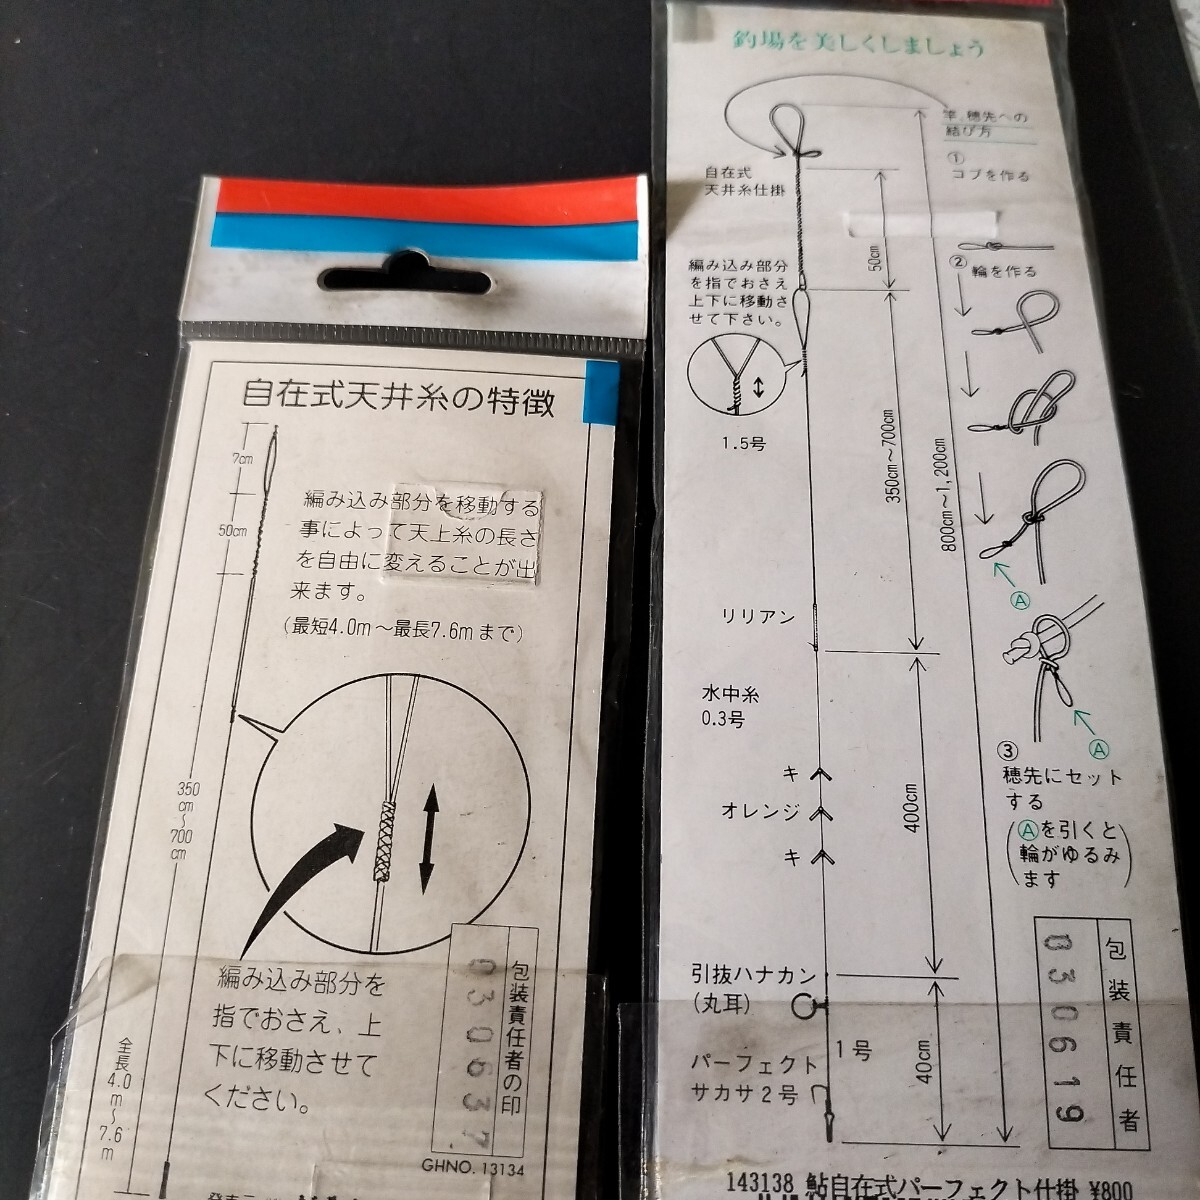 自在式天井糸の特徴
7cm
50cm
編み込み部分を移動する
事によって天上糸の長さ
を自由に変えることが出
来ます。
(最短4.0m〜最長7.6mまで)
350
cm
〜
700
cm
編み込み部分を
指でおさえ、上
下に移動させて
ください。
全長
4.0
m
〜
7.6
m
包装責任者の印
030637
GHNO. 13134
釣場を美しくしましょう
竿、穂先への
結び方
①
コブを作る
自在式
天井糸仕掛
50cm
編み込み部分
を指でおさえ
上下に移動さ
せて下さい。
②
輪を作る
1.5号
350cm〜700cm
800cm〜1,200cm
Ⓐ
リリアン
水中糸
0.3号
キ
オレンジ
キ
400cm
Ⓐ
③
穂先にセット
する
(Ⓐを引くと
輪がゆるみ
ます)
引抜ハナカン
(丸耳)
1号
パーフェクト
サカサ2号
40cm
包装責任者
030619
143138 鮎自在式パーフェクト仕掛 ¥800